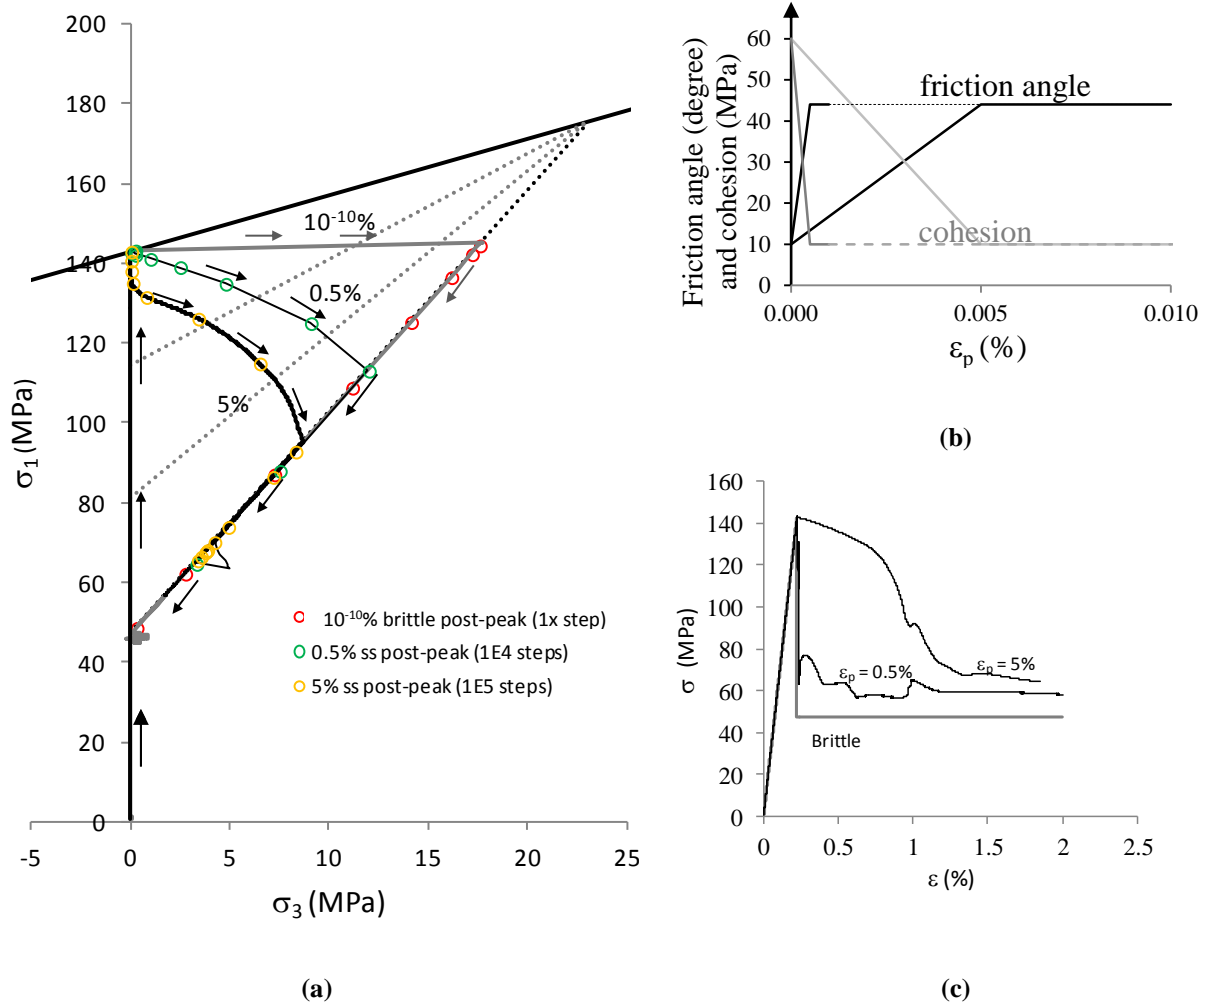 200
180
160
140
120
100
80
60
40
20
0
-5 0 5 10 15 20 25
σ1 (MPa)
σ3 (MPa)
10-10%
0.5%
5%
10-10% brittle post-peak (1x step)
0.5% ss post-peak (1E4 steps)
5% ss post-peak (1E5 steps)
(a)
60
50
40
30
20
10
0
0.000 0.005 0.010
Friction angle (degree)
and cohesion (MPa)
friction angle
cohesion
εp (%)
(b)
160
140
120
100
80
60
40
20
0
0 0.5 1 1.5 2 2.5
σ (MPa)
εp = 0.5%
εp = 5%
Brittle
ε (%)
(c)